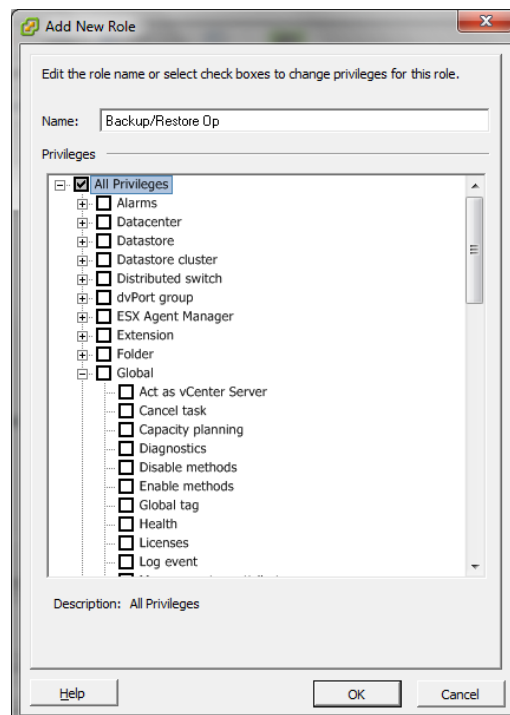 Add New Role
Edit the role name or select check boxes to change privileges for this role.
Name: Backup/Restore Op
Privileges
All Privileges
Alarms
Datacenter
Datastore
Datastore cluster
Distributed switch
dvPort group
ESX Agent Manager
Extension
Folder
Global
Act as vCenter Server
Cancel task
Capacity planning
Diagnostics
Disable methods
Enable methods
Global tag
Health
Licenses
Log event
Description: All Privileges
Help OK Cancel